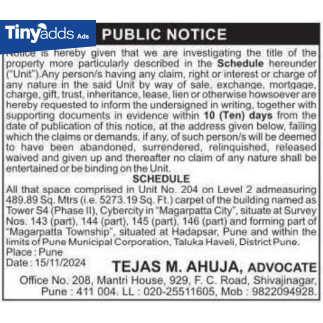 Tinyadds Ads
PUBLIC NOTICE
Notice is hereby given that we are investigating the title of the
property more particularly described in the Schedule hereunder
("Unit").Any person/s having any claim, right or interest or charge of
any nature in the said Unit by way of sale, exchange, mortgage,
charge, gift, trust, inheritance, lease, lien or otherwise howsoever are
hereby requested to inform the undersigned in writing, together with
supporting documents in evidence within 10 (Ten) days from the
date of publication of this notice, at the address given below, failing
which the claims or demands, if any, of such person/s will be deemed
to have been abandoned, surrendered, relinquished, released
waived and given up and thereafter no claim of any nature shall be
entertained or be binding on the Unit.
SCHEDULE
All that space comprised in Unit No. 204 on Level 2 admeasuring
489.89 Sq. Mtrs (i.e. 5273.19 Sq. Ft.) carpet of the building named as
Tower S4 (Phase II), Cybercity in "Magarpatta City", situate at Survey
Nos. 143 (part), 144 (part), 145 (part), 146 (part) and forming part of
"Magarpatta Township", situated at Hadapsar, Pune and within the
limits of Pune Municipal Corporation, Taluka Haveli, District Pune.
Place : Pune
Date : 15/11/2024
TEJAS M. AHUJA, ADVOCATE
Office No. 208, Mantri House, 929, F. C. Road, Shivajinagar,
Pune : 411 004. LL : 020-25511605, Mob : 9822094928.